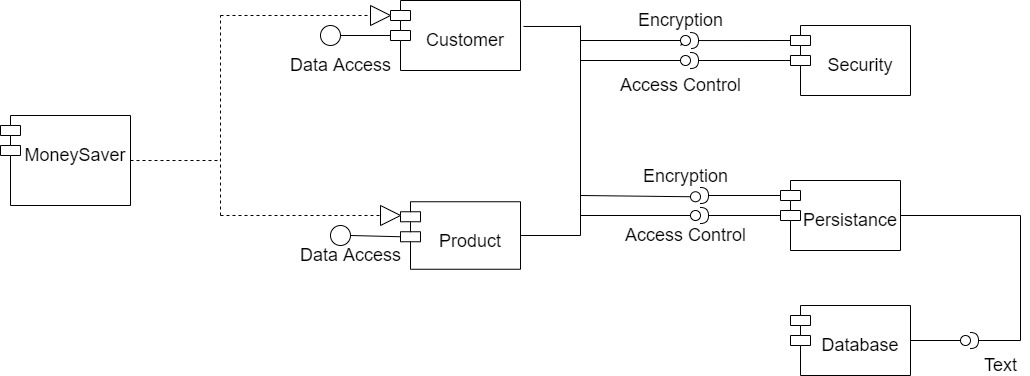 Encryption
Customer
Data Access
Security
Access Control
MoneySaver
Encryption
Persistance
Access Control
Product
Data Access
Database
Text